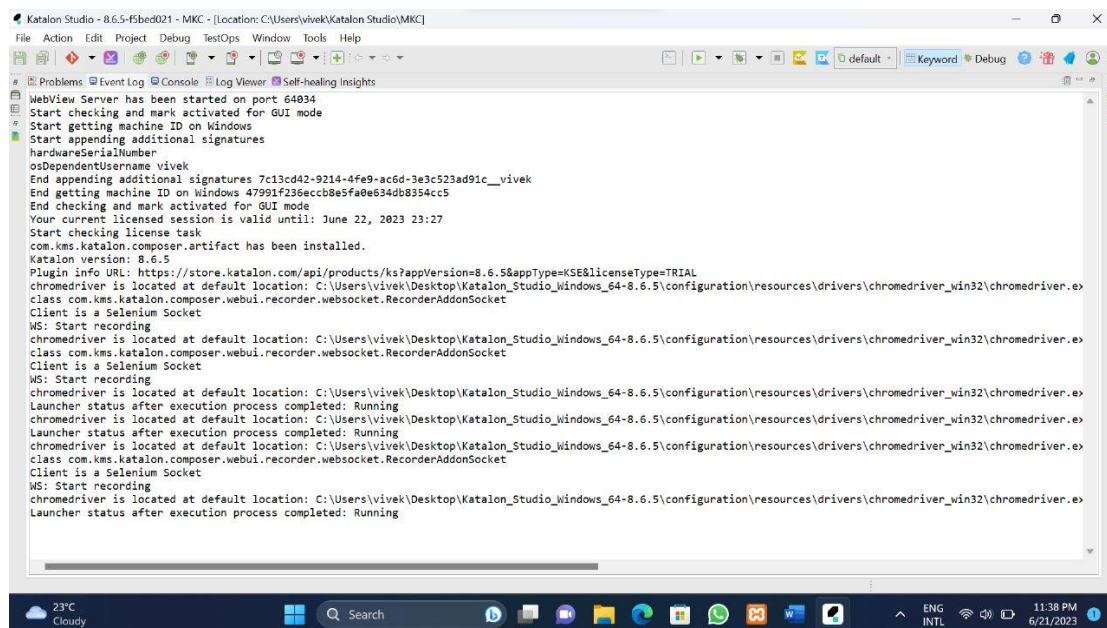 Katalon Studio - 8.6.5-f5bed021 - MKC - [Location: C:\Users\vivek\Katalon Studio\MKC]
File Action Edit Project Debug TestOps Window Tools Help
default Keyword Debug
Problems Event Log Console Log Viewer Self-healing Insights
WebView Server has been started on port 64034
Start checking and mark activated for GUI mode
Start getting machine ID on Windows
Start appending additional signatures
hardwareSerialNumber
osDependentUsername vivek
End appending additional signatures 7c13cd42-9214-4fe9-ac6d-3e3c523ad91c__vivek
End getting machine ID on Windows 47991f236eccb8e5fa0e634db8354cc5
End checking and mark activated for GUI mode
Your current licensed session is valid until: June 22, 2023 23:27
Start checking license task
com.kms.katalon.composer.artifact has been installed.
Katalon version: 8.6.5
Plugin info URL: https://store.katalon.com/api/products/ks?appVersion=8.6.5&appType=KSE&licenseType=TRIAL
chromedriver is located at default location: C:\Users\vivek\Desktop\Katalon_Studio_Windows_64-8.6.5\configuration\resources\drivers\chromedriver_win32\chromedriver.ex
class com.kms.katalon.composer.webui.recorder.websocket.RecorderAddonSocket
Client is a Selenium Socket
WS: Start recording
chromedriver is located at default location: C:\Users\vivek\Desktop\Katalon_Studio_Windows_64-8.6.5\configuration\resources\drivers\chromedriver_win32\chromedriver.ex
class com.kms.katalon.composer.webui.recorder.websocket.RecorderAddonSocket
Client is a Selenium Socket
WS: Start recording
chromedriver is located at default location: C:\Users\vivek\Desktop\Katalon_Studio_Windows_64-8.6.5\configuration\resources\drivers\chromedriver_win32\chromedriver.ex
Launcher status after execution process completed: Running
chromedriver is located at default location: C:\Users\vivek\Desktop\Katalon_Studio_Windows_64-8.6.5\configuration\resources\drivers\chromedriver_win32\chromedriver.ex
Launcher status after execution process completed: Running
chromedriver is located at default location: C:\Users\vivek\Desktop\Katalon_Studio_Windows_64-8.6.5\configuration\resources\drivers\chromedriver_win32\chromedriver.ex
class com.kms.katalon.composer.webui.recorder.websocket.RecorderAddonSocket
Client is a Selenium Socket
WS: Start recording
chromedriver is located at default location: C:\Users\vivek\Desktop\Katalon_Studio_Windows_64-8.6.5\configuration\resources\drivers\chromedriver_win32\chromedriver.ex
Launcher status after execution process completed: Running
23°C
Cloudy
Search
ENG
INTL
11:38 PM
6/21/2023
1